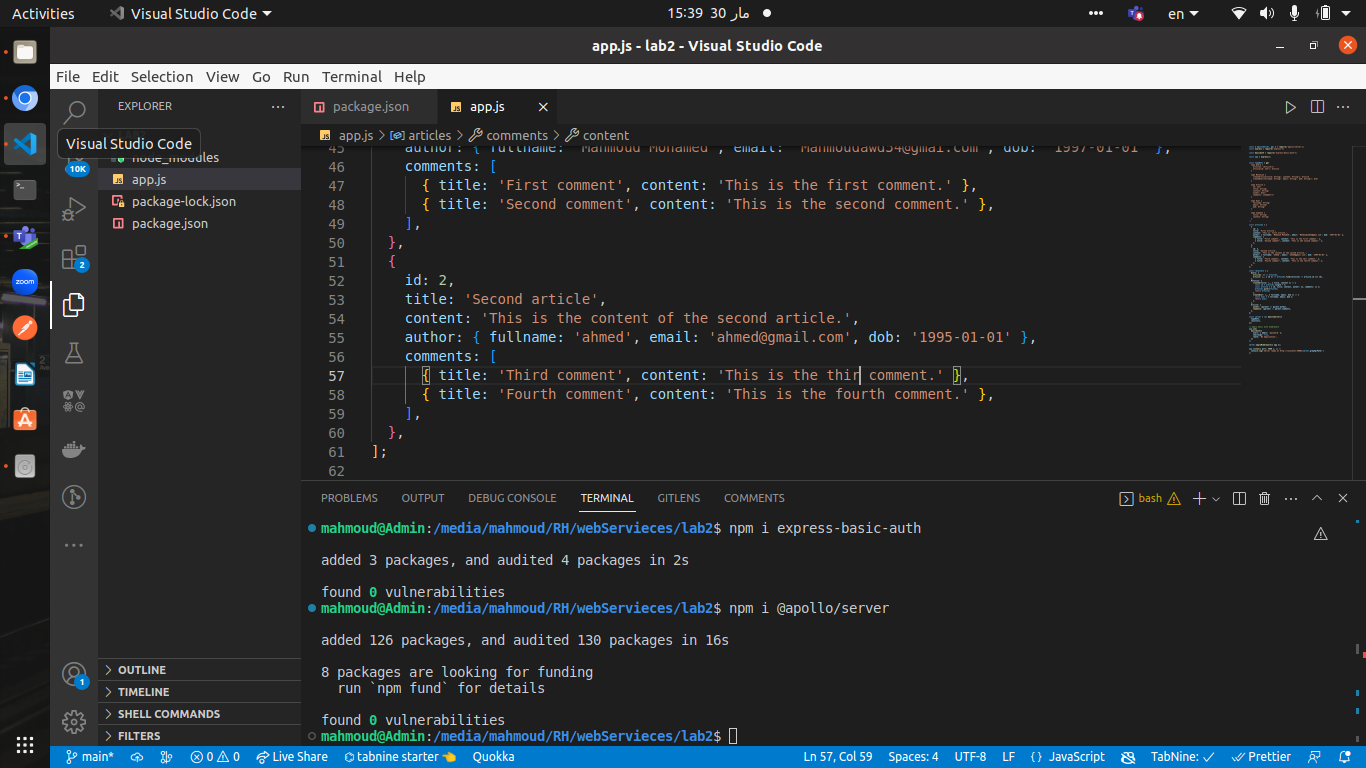 Activities Visual Studio Code 15:39 30 مار en
app.js - lab2 - Visual Studio Code
File Edit Selection View Go Run Terminal Help
EXPLORER package.json app.js
app.js > articles > comments > content
Visual Studio Code
node_modules
app.js
package-lock.json
package.json
10K
2
zoom
1
45 author: { fullname: 'Mahmoud Mohamed', email: 'Mahmoudawd54@gmai.com', dob: '1997-01-01' },
46 comments: [
47 { title: 'First comment', content: 'This is the first comment.' },
48 { title: 'Second comment', content: 'This is the second comment.' },
49 ],
50 },
51 {
52 id: 2,
53 title: 'Second article',
54 content: 'This is the content of the second article.',
55 author: { fullname: 'ahmed', email: 'ahmed@gmail.com', dob: '1995-01-01' },
56 comments: [
57 { title: 'Third comment', content: 'This is the thir comment.' },
58 { title: 'Fourth comment', content: 'This is the fourth comment.' },
59 ],
60 },
61 ];
62
PROBLEMS OUTPUT DEBUG CONSOLE TERMINAL GITLENS COMMENTS bash
mahmoud@Admin:/media/mahmoud/RH/webServieces/lab2$ npm i express-basic-auth
added 3 packages, and audited 4 packages in 2s
found 0 vulnerabilities
mahmoud@Admin:/media/mahmoud/RH/webServieces/lab2$ npm i @apollo/server
added 126 packages, and audited 130 packages in 16s
8 packages are looking for funding
run `npm fund` for details
found 0 vulnerabilities
mahmoud@Admin:/media/mahmoud/RH/webServieces/lab2$
OUTLINE
TIMELINE
SHELL COMMANDS
FILTERS
main* 0 0 Live Share tabnine starter Quokka Ln 57, Col 59 Spaces: 4 UTF-8 LF {} JavaScript TabNine: Prettier